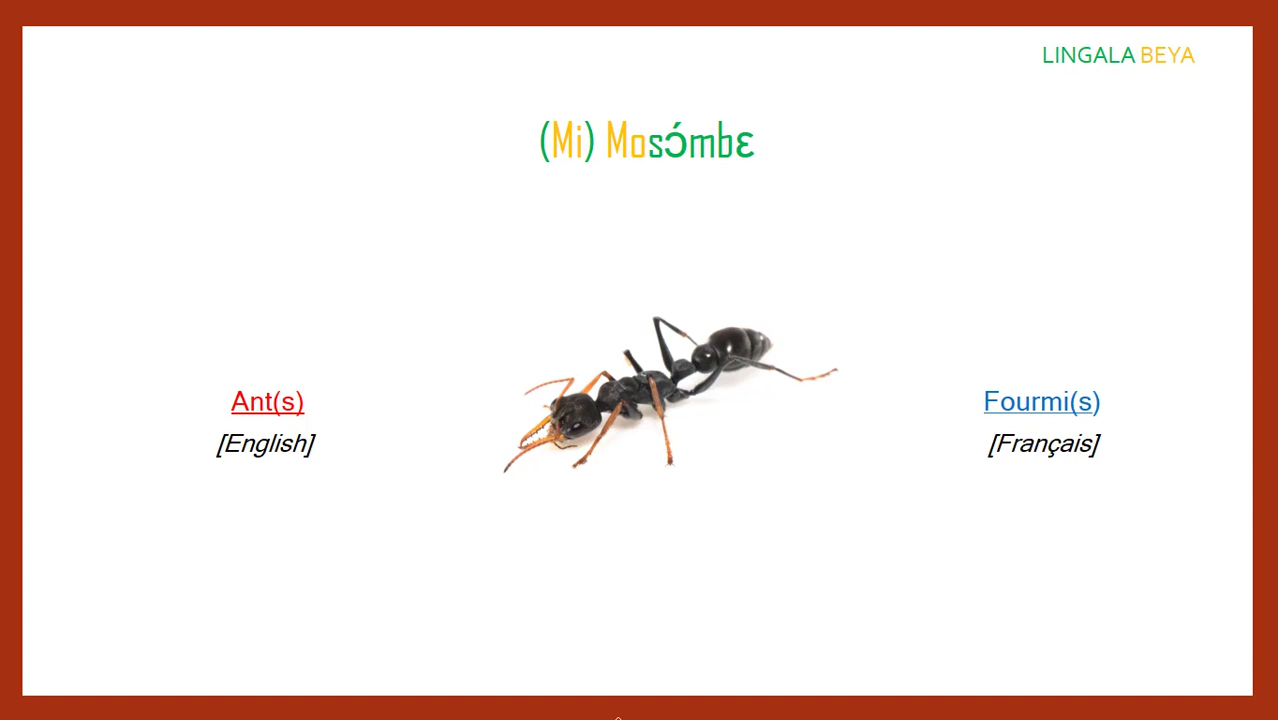 LINGALA BEYA
(Mi) Mosɔ́mbɛ
Ant(s)
[English]
Fourmi(s)
[Français]